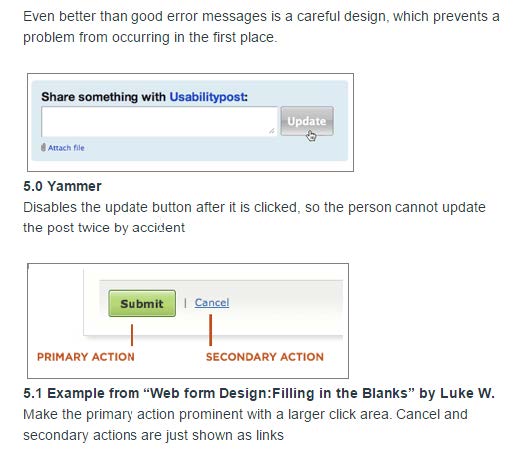 Even better than good error messages is a careful design, which prevents a
problem from occurring in the first place.
Share something with Usabilitypost:
Update
Attach file
5.0 Yammer
Disables the update button after it is clicked, so the person cannot update
the post twice by accident
Submit | Cancel
PRIMARY ACTION SECONDARY ACTION
5.1 Example from “Web form Design:Filling in the Blanks” by Luke W.
Make the primary action prominent with a larger click area. Cancel and
secondary actions are just shown as links